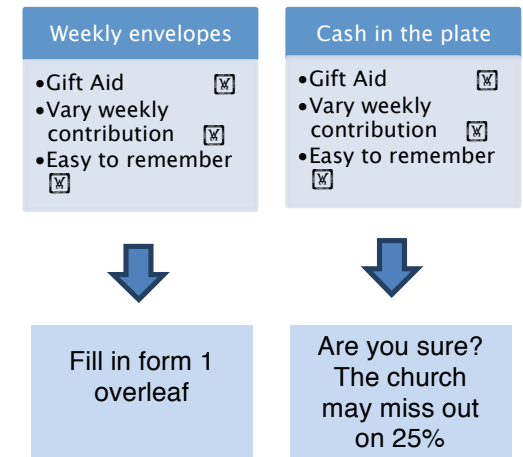 Weekly envelopes
•Gift Aid
•Vary weekly
contribution
•Easy to remember
Fill in form 1
overleaf
Cash in the plate
•Gift Aid
•Vary weekly
contribution
•Easy to remember
Are you sure?
The church
may miss out
on 25%